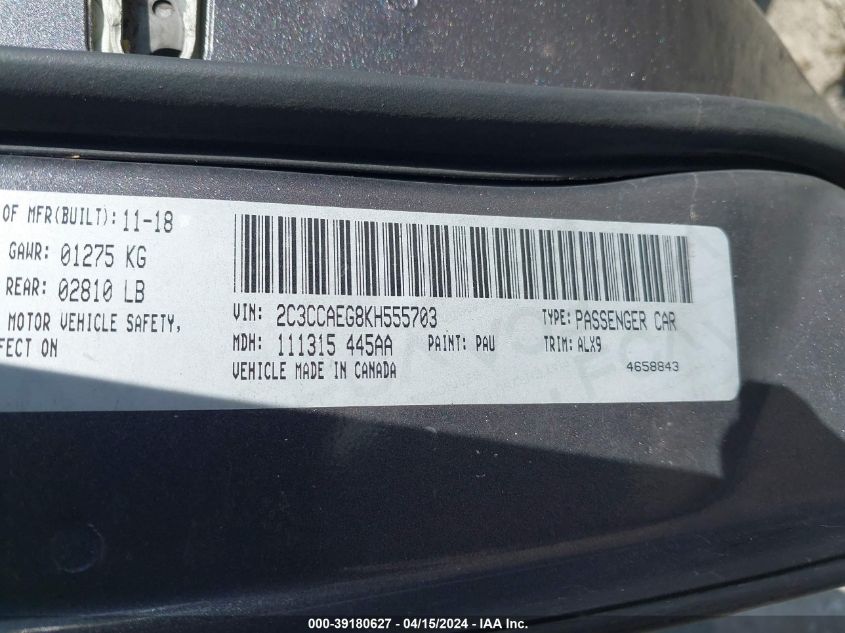 OF MFR(BUILT): 11-18
GAWR: 01275 KG
REAR: 02810 LB
MOTOR VEHICLE SAFETY,
FECT ON
VIN: 2C3CCAEG8KH555703
TYPE: PASSENGER CAR
MDH: 111315 445AA
PAINT: PAU
TRIM: ALX9
VEHICLE MADE IN CANADA
4658843
000-39180627 - 04/15/2024 - IAA Inc.